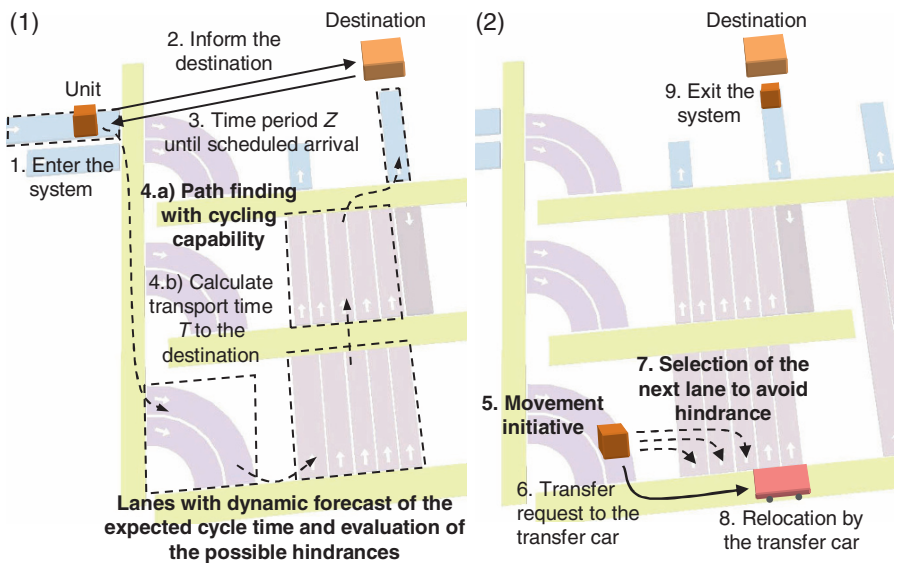 (1)
Destination
2. Inform the
destination
Unit
3. Time period Z
until scheduled arrival
1. Enter the
system
4.a) Path finding
with cycling
capability
4.b) Calculate
transport time
T to the
destination
Lanes with dynamic forecast of the
expected cycle time and evaluation of
the possible hindrances
(2)
Destination
9. Exit the
system
7. Selection of the
next lane to avoid
hindrance
5. Movement
initiative
6. Transfer
request to the
transfer car
8. Relocation by
the transfer car